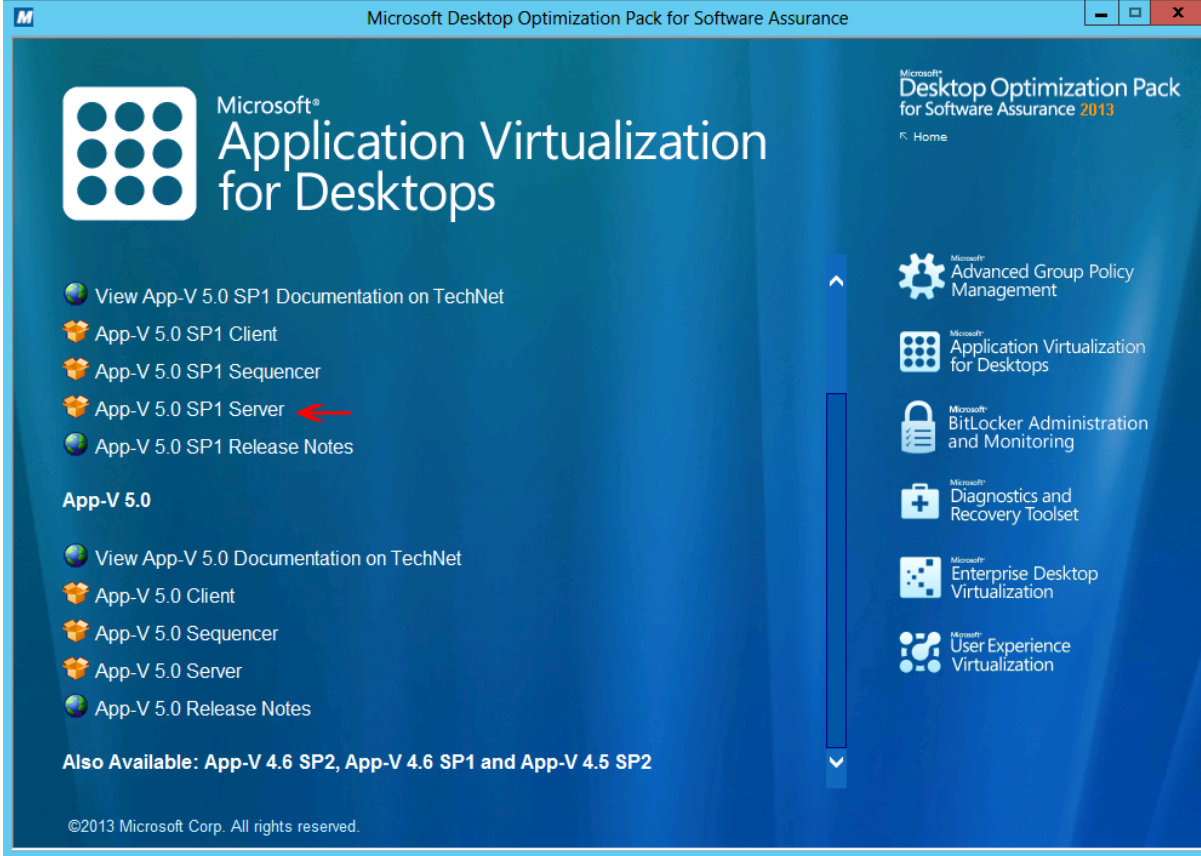 Microsoft Desktop Optimization Pack for Software Assurance
Microsoft®
Application Virtualization
for Desktops
Microsoft®
Desktop Optimization Pack
for Software Assurance 2013
Home
View App-V 5.0 SP1 Documentation on TechNet
App-V 5.0 SP1 Client
App-V 5.0 SP1 Sequencer
App-V 5.0 SP1 Server
App-V 5.0 SP1 Release Notes
App-V 5.0
View App-V 5.0 Documentation on TechNet
App-V 5.0 Client
App-V 5.0 Sequencer
App-V 5.0 Server
App-V 5.0 Release Notes
Also Available: App-V 4.6 SP2, App-V 4.6 SP1 and App-V 4.5 SP2
Microsoft®
Advanced Group Policy
Management
Microsoft®
Application Virtualization
for Desktops
Microsoft®
BitLocker Administration
and Monitoring
Microsoft®
Diagnostics and
Recovery Toolset
Microsoft®
Enterprise Desktop
Virtualization
Microsoft®
User Experience
Virtualization
©2013 Microsoft Corp. All rights reserved.